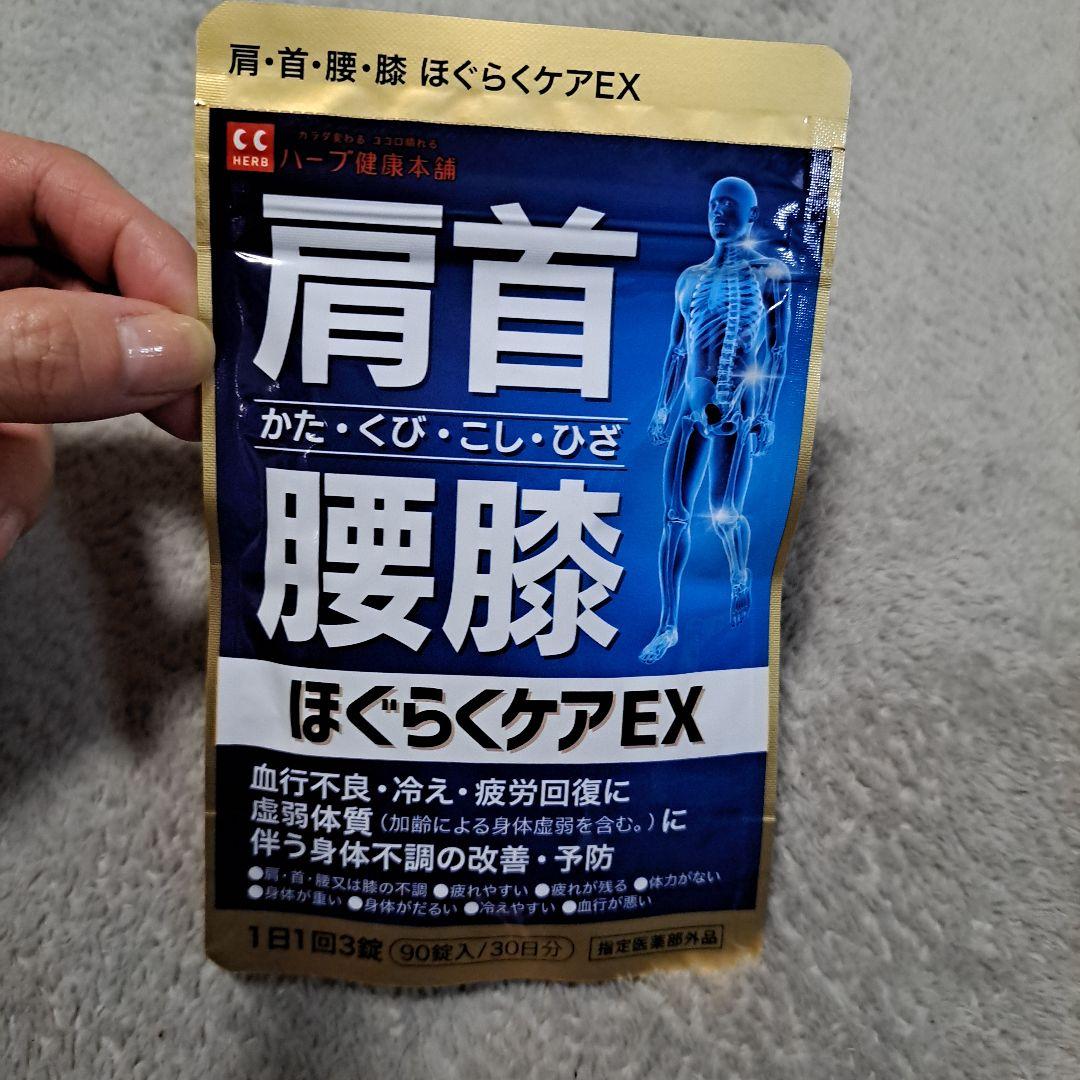 肩・首・腰・膝 ほぐらくケアEX
CC
HERB
カラダ変わる ココロ晴れる
ハーブ健康本舗
肩首
かた・くび・こし・ひざ
腰膝
ほぐらくケアEX
血行不良・冷え・疲労回復に
虚弱体質(加齢による身体虚弱を含む。)に
伴う身体不調の改善・予防
●肩・首・腰又は膝の不調 ●疲れやすい ●疲れが残る ●体力がない
●身体が重い ●身体がだるい ●冷えやすい ●血行が悪い
1日1回3錠 90錠入/30日分 指定医薬部外品